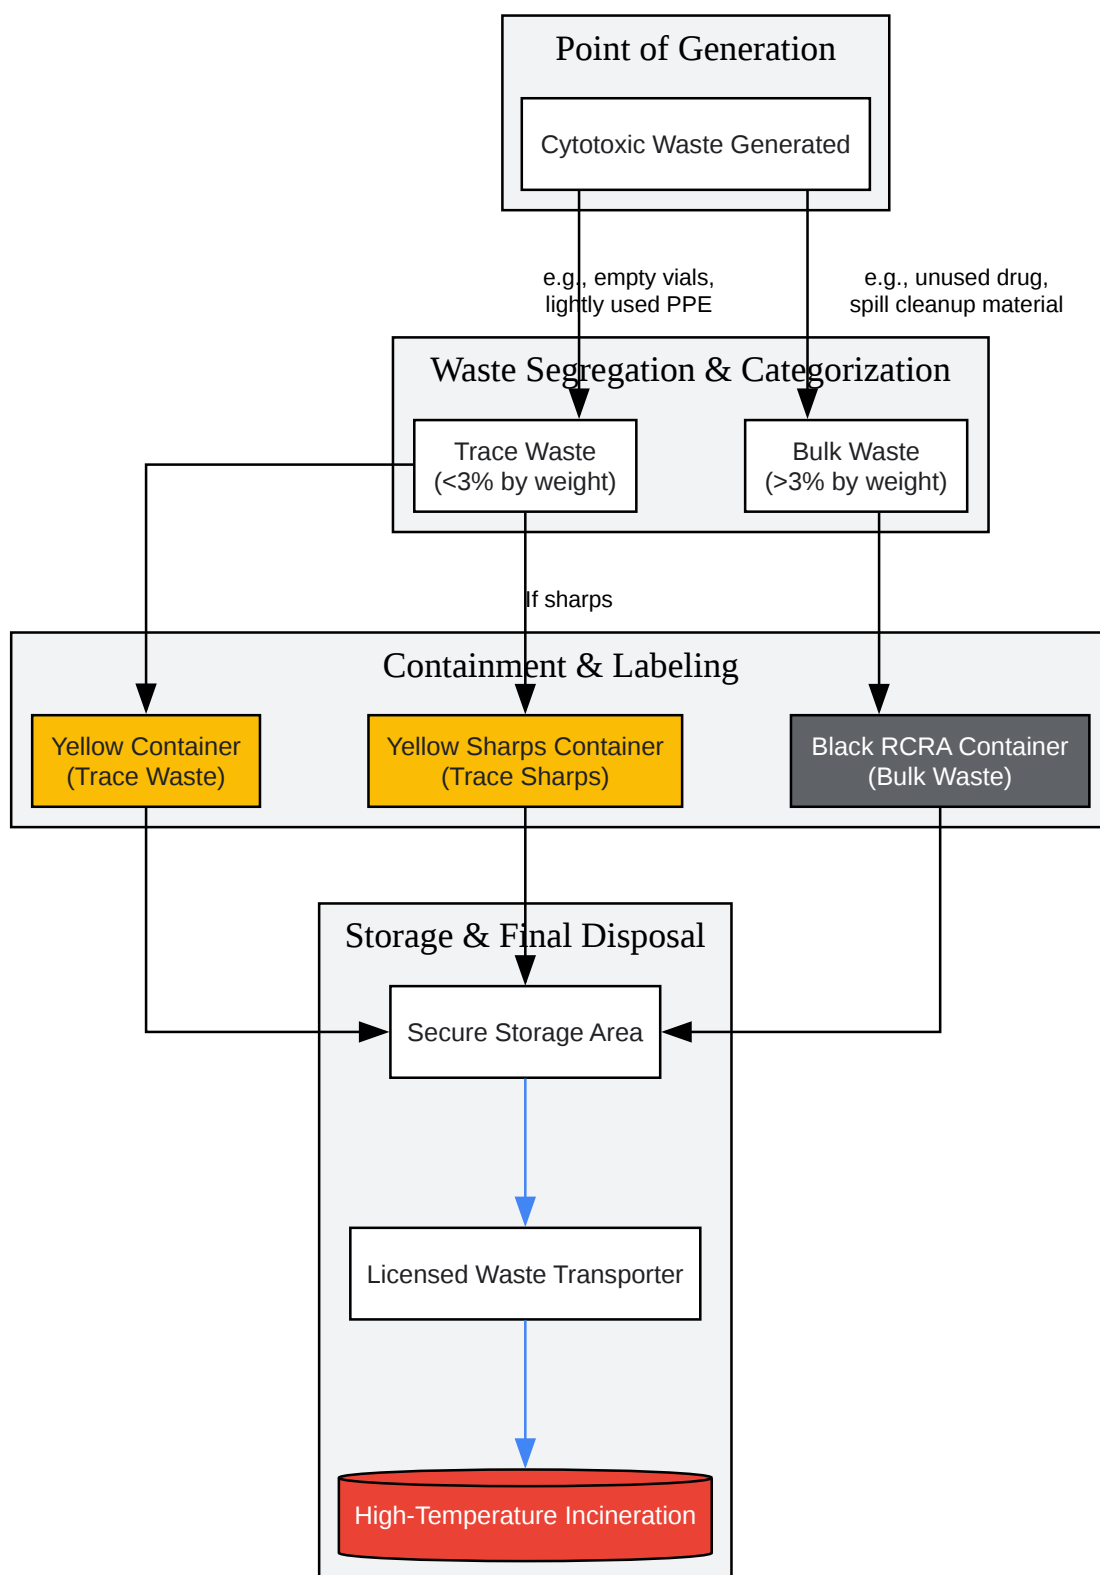 Point of Generation
Cytotoxic Waste Generated
e.g., empty vials,
lightly used PPE
e.g., unused drug,
spill cleanup material
Waste Segregation & Categorization
Trace Waste
(<3% by weight)
Bulk Waste
(>3% by weight)
If sharps
Containment & Labeling
Yellow Container
(Trace Waste)
Yellow Sharps Container
(Trace Sharps)
Black RCRA Container
(Bulk Waste)
Storage & Final Disposal
Secure Storage Area
Licensed Waste Transporter
High-Temperature Incineration